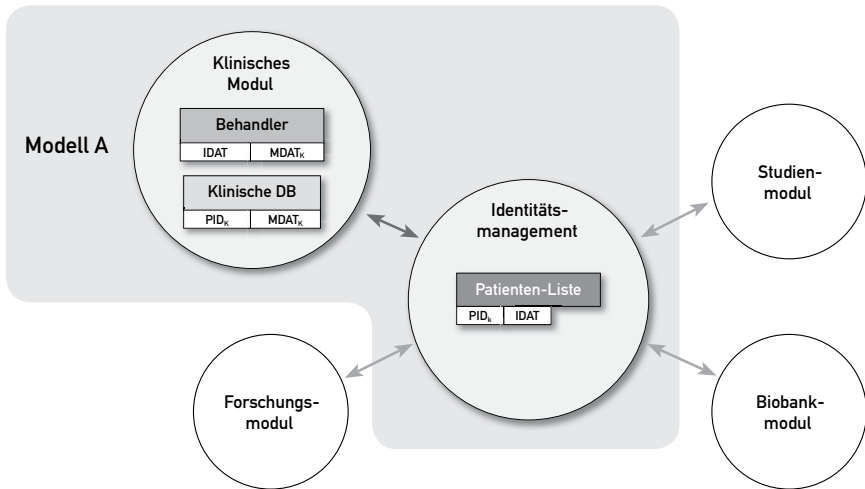 Klinisches
Modul
Behandler
IDAT MDATK
Modell A
Klinische DB
PIDK MDATK
Studien-
modul
Identitäts-
management
Patienten-Liste
PIDk IDAT
Forschungs-
modul
Biobank-
modul